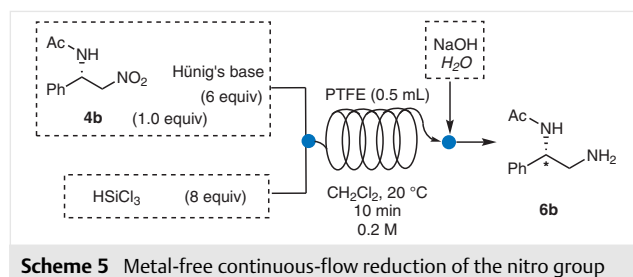 Ac
NH
Ph
NO₂
4b (1.0 equiv)
Hünig's base
(6 equiv)
HSiCl₃ (8 equiv)
PTFE (0.5 mL)
CH₂Cl₂, 20 °C
10 min
0.2 M
NaOH
H₂O
Ac
NH
Ph
*
NH₂
6b
Scheme 5 Metal-free continuous-flow reduction of the nitro group